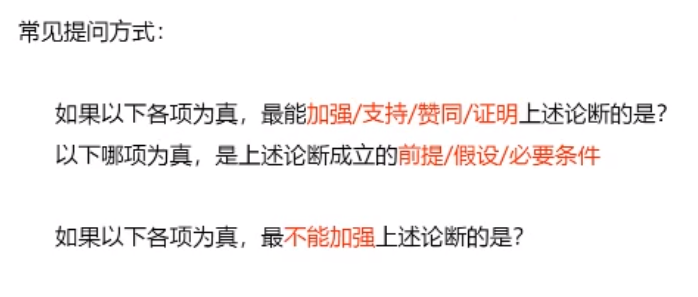 常见提问方式：
如果以下各项为真，最能加强/支持/赞同/证明上述论断的是？
以下哪项为真，是上述论断成立的前提/假设/必要条件
如果以下各项为真，最不能加强上述论断的是？